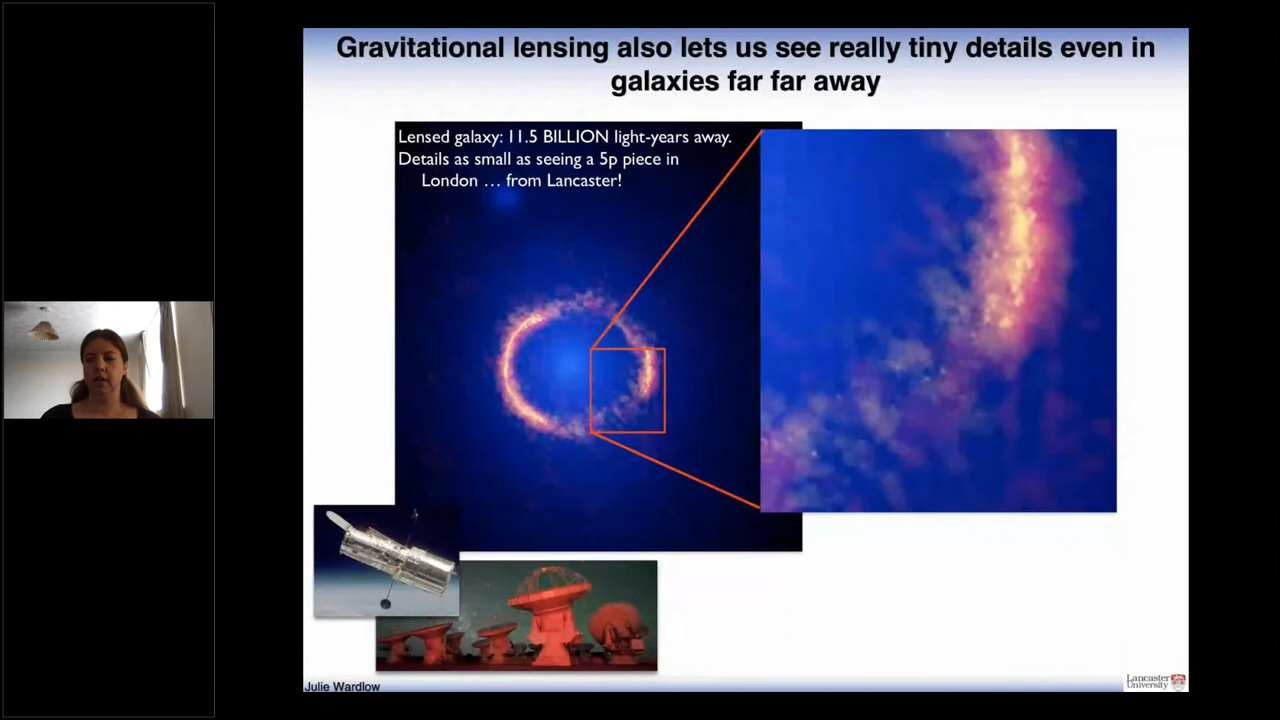 Gravitational lensing also lets us see really tiny details even in
galaxies far far away
Lensed galaxy: 11.5 BILLION light-years away.
Details as small as seeing a 5p piece in
London … from Lancaster!
Julie Wardlow
Lancaster
University